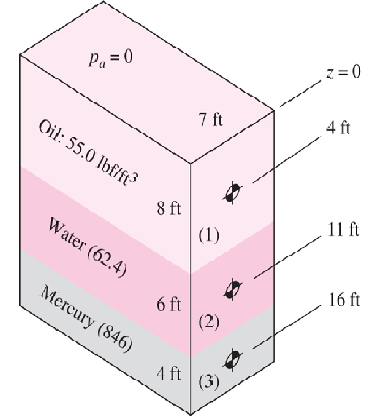 pₐ = 0
z = 0
7 ft
4 ft
Oil: 55.0 lbf/ft³
8 ft
(1)
11 ft
Water (62.4)
6 ft
(2)
16 ft
Mercury (846)
4 ft
(3)